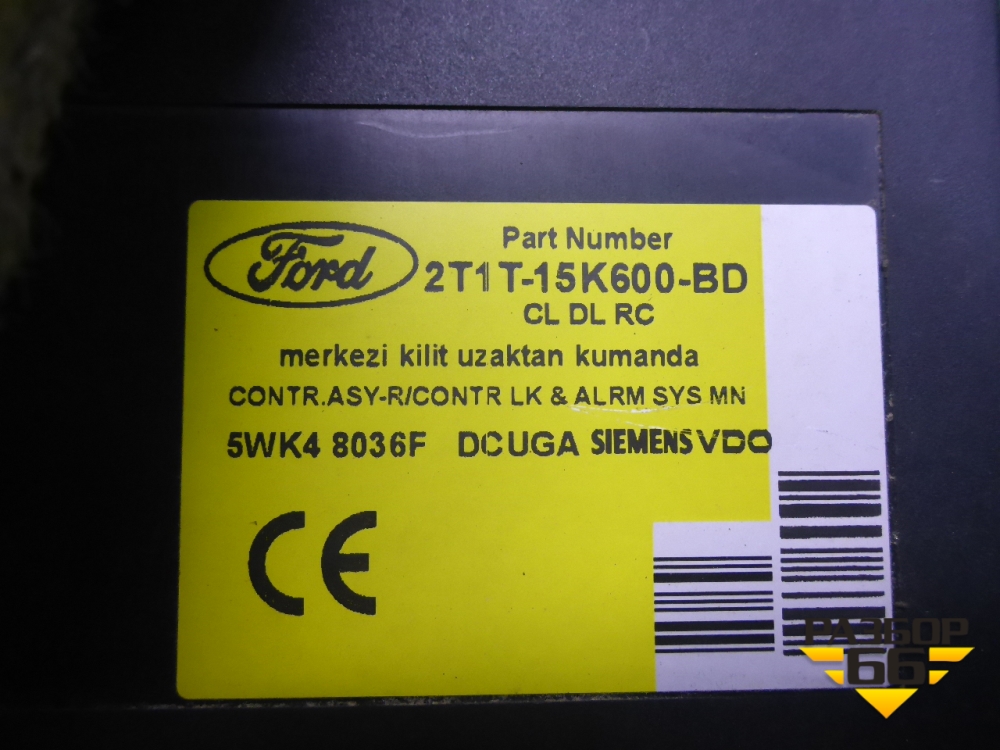 Ford
Part Number
2T1T-15K600-BD
CL DL RC
merkezi kilit uzaktan kumanda
CONTR.ASY-R/CONTR LK & ALRM SYS MN
5WK4 8036F DCUGA SIEMENS VDO
CE
РАЗБОР
66